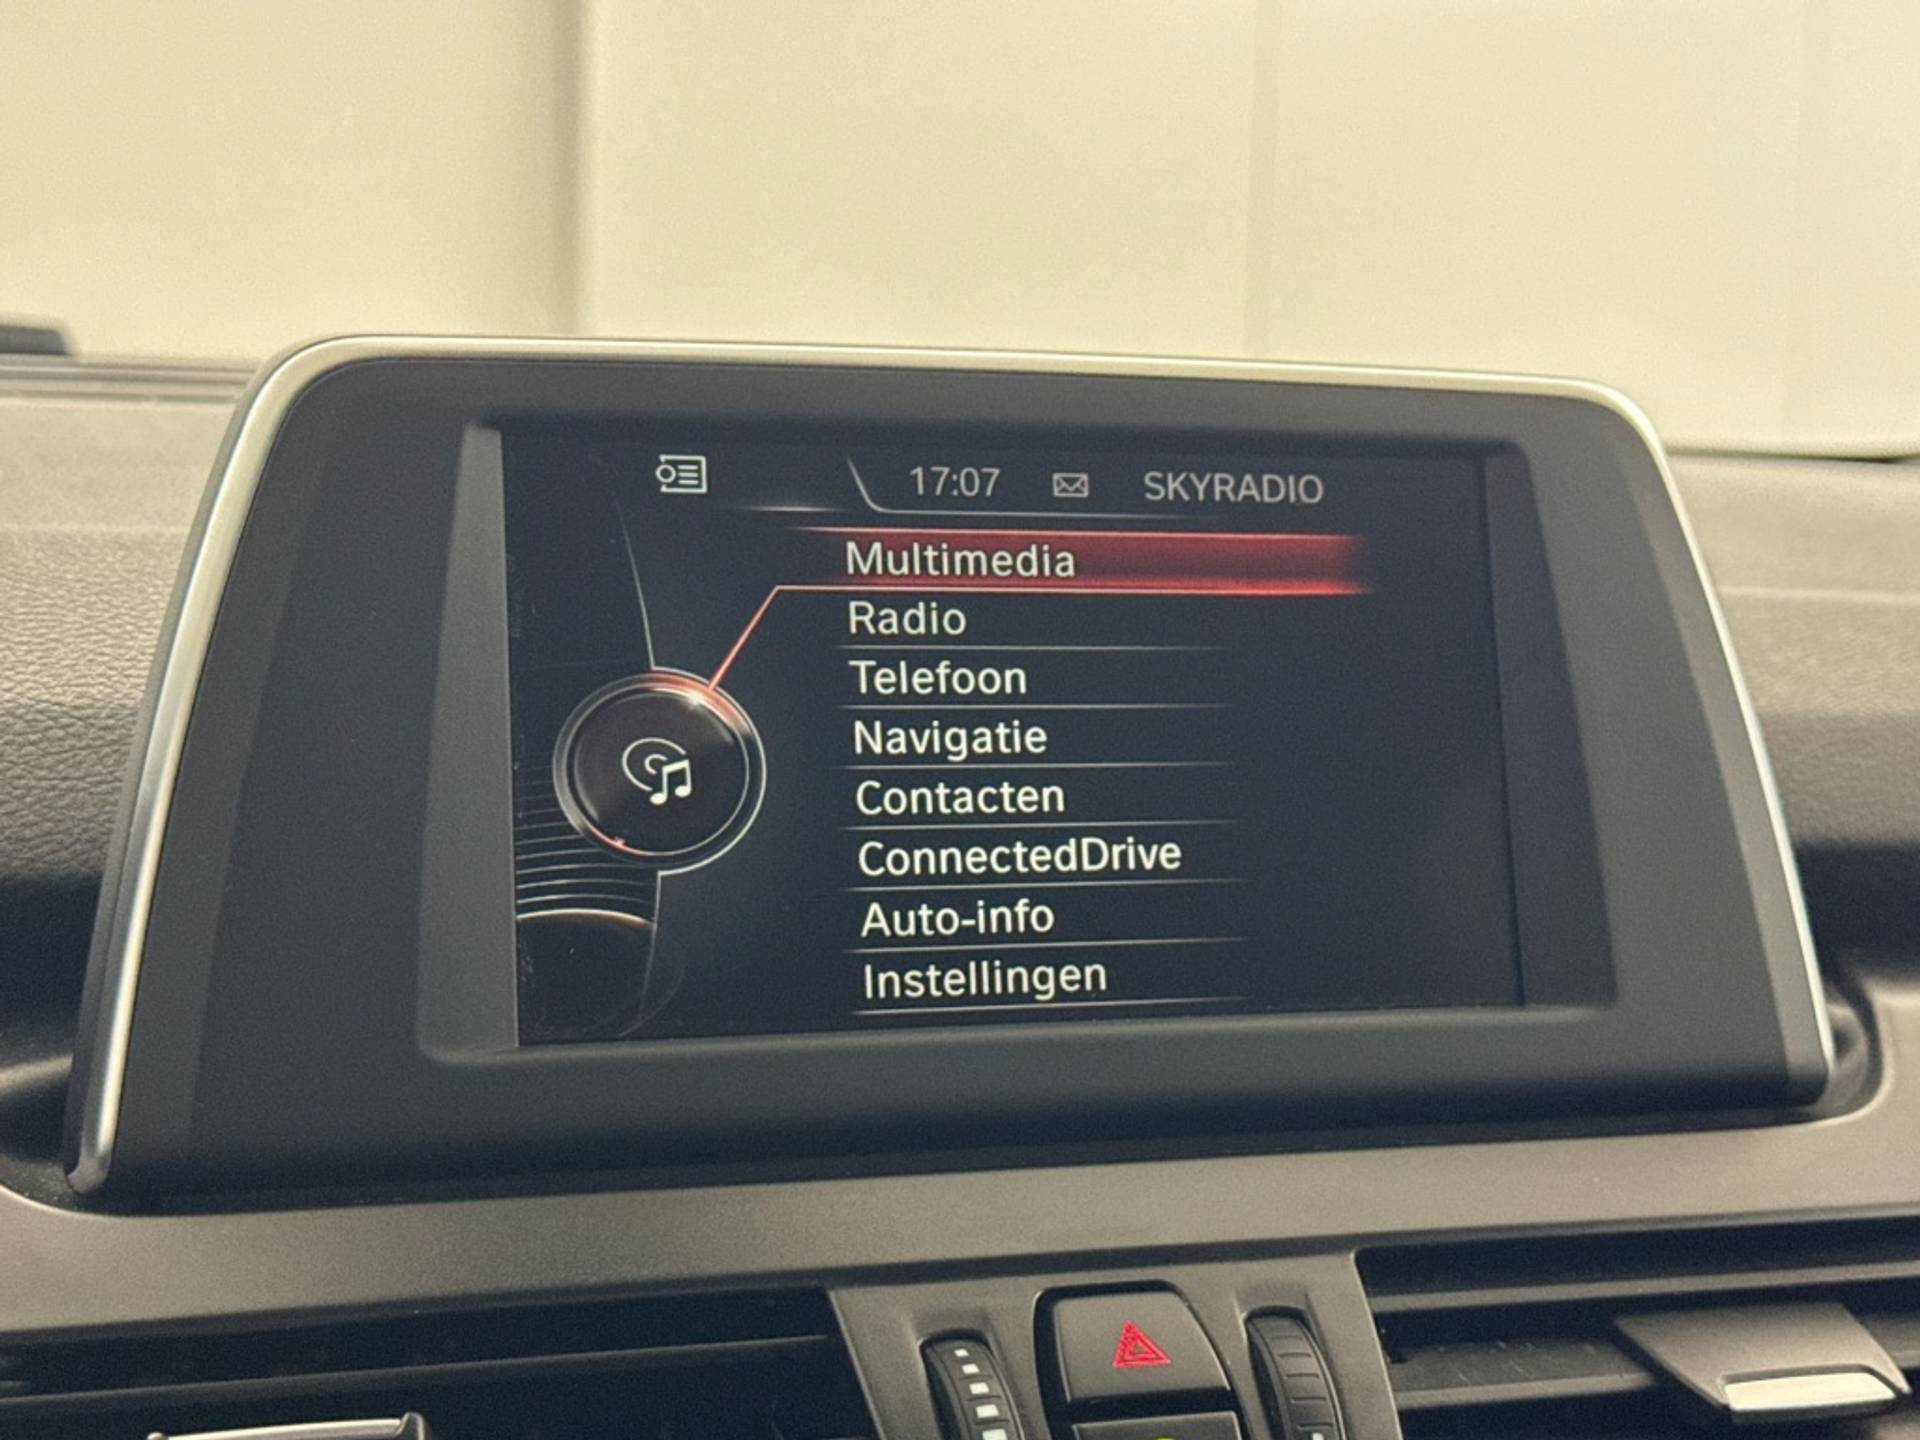 17:07 SKYRADIO
Multimedia
Radio
Telefoon
Navigatie
Contacten
ConnectedDrive
Auto-info
Instellingen